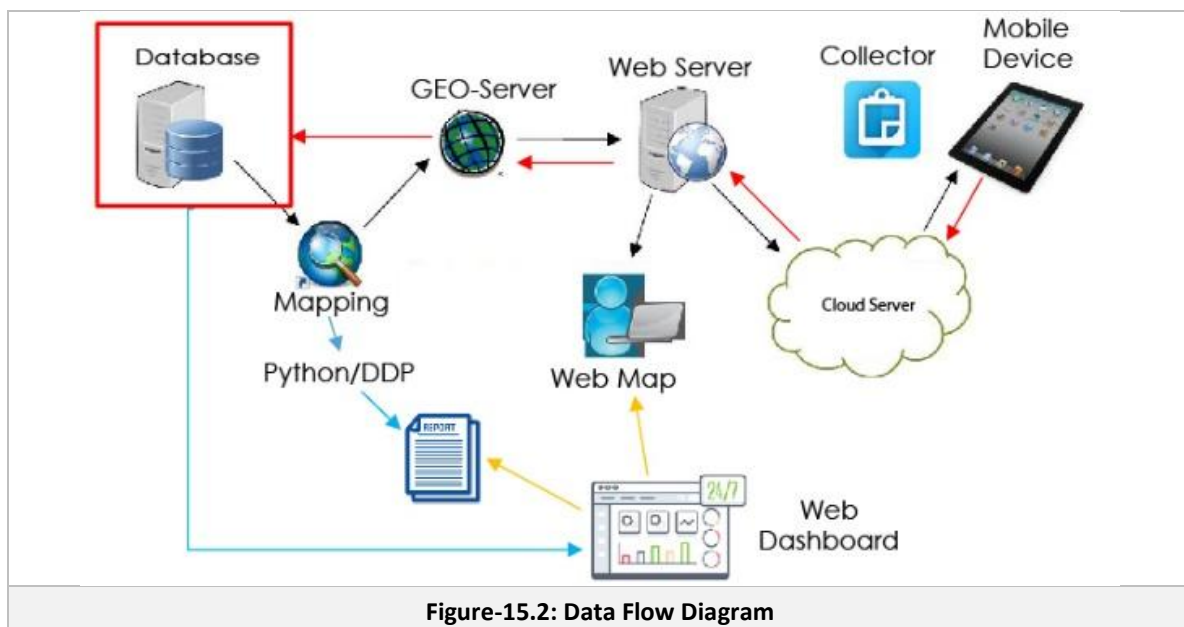 Database
GEO-Server
Web Server
Collector
Mobile
Device
Mapping
Cloud Server
Python/DDP
Web Map
REPORT
24/7
Web
Dashboard
Figure-15.2: Data Flow Diagram